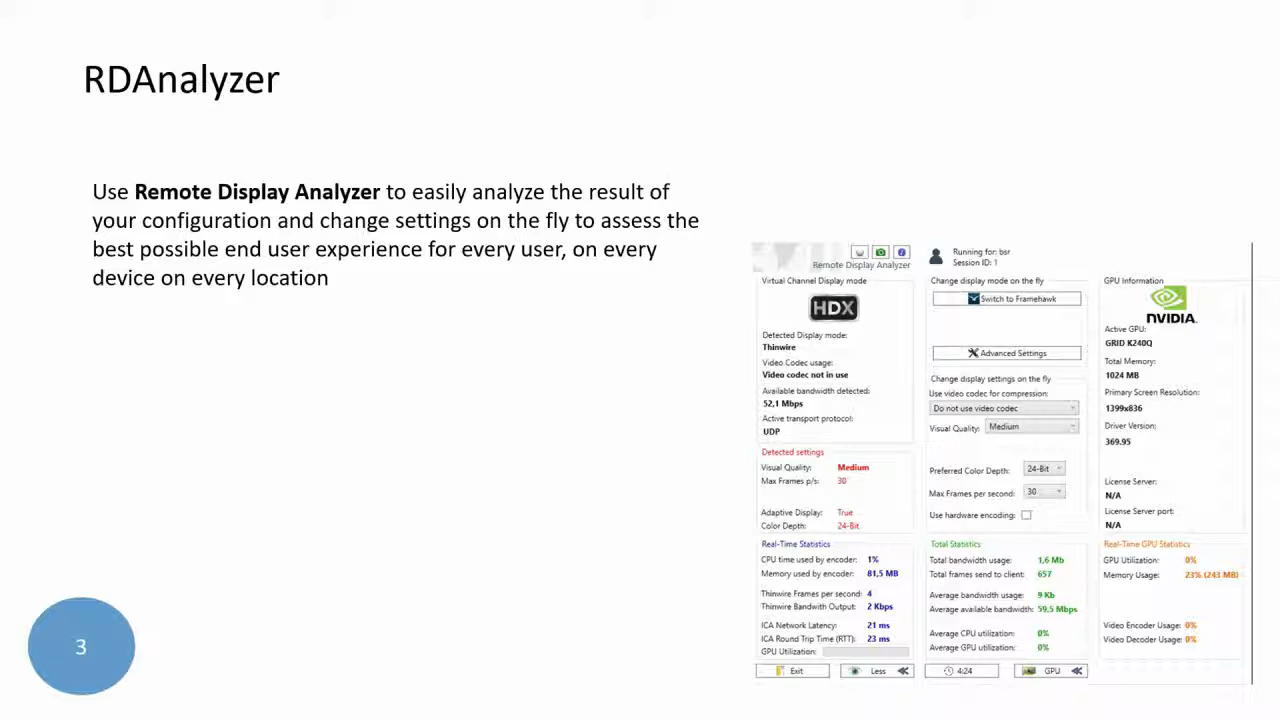 RDAnalyzer
Use Remote Display Analyzer to easily analyze the result of
your configuration and change settings on the fly to assess the
best possible end user experience for every user, on every
device on every location
3
Remote Display Analyzer
Running for: bsr
Session ID: 1
Virtual Channel Display mode
HDX
Detected Display mode:
Thinwire
Video Codec usage:
Video codec not in use
Available bandwidth detected:
52,1 Mbps
Active transport protocol:
UDP
Detected settings
Visual Quality: Medium
Max Frames p/s: 30
Adaptive Display: True
Color Depth: 24-Bit
Real-Time Statistics
CPU time used by encoder: 1%
Memory used by encoder: 81,5 MB
Thinwire Frames per second: 4
Thinwire Bandwith Output: 2 Kbps
ICA Network Latency: 21 ms
ICA Round Trip Time (RTT): 23 ms
GPU Utilization:
Exit
Less
Change display mode on the fly
Switch to Framehawk
Advanced Settings
Change display settings on the fly
Use video codec for compression:
Do not use video codec
Visual Quality: Medium
Preferred Color Depth: 24-Bit
Max Frames per second: 30
Use hardware encoding:
Total Statistics
Total bandwidth usage: 1,6 Mb
Total frames send to client: 657
Average bandwidth usage: 9 Kb
Average available bandwidth: 59,5 Mbps
Average CPU utilization: 0%
Average GPU utilization: 0%
4:24
GPU
GPU Information
NVIDIA.
Active GPU:
GRID K240Q
Total Memory:
1024 MB
Primary Screen Resolution:
1399x836
Driver Version:
369.95
License Server:
N/A
License Server port:
N/A
Real-Time GPU Statistics
GPU Utilization: 0%
Memory Usage: 23% (243 MB)
Video Encoder Usage: 0%
Video Decoder Usage: 0%